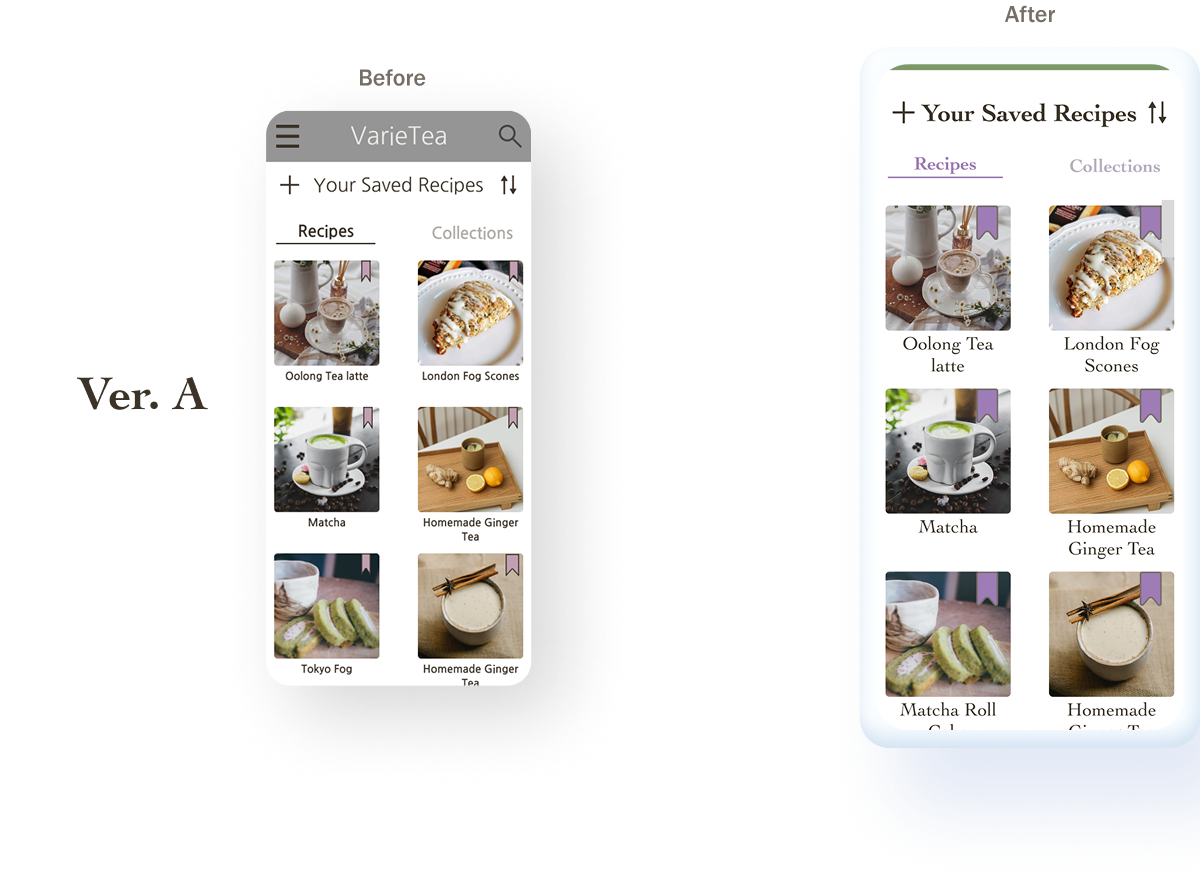 After
Before
VarieTea
Your Saved Recipes
Recipes
Collections
Oolong Tea latte
London Fog Scones
Matcha
Homemade Ginger
Tea
Tokyo Fog
Homemade Ginger
Tea
Ver. A
Your Saved Recipes
Recipes
Collections
Oolong Tea
latte
London Fog
Scones
Matcha
Homemade
Ginger Tea
Matcha Roll
Homemade